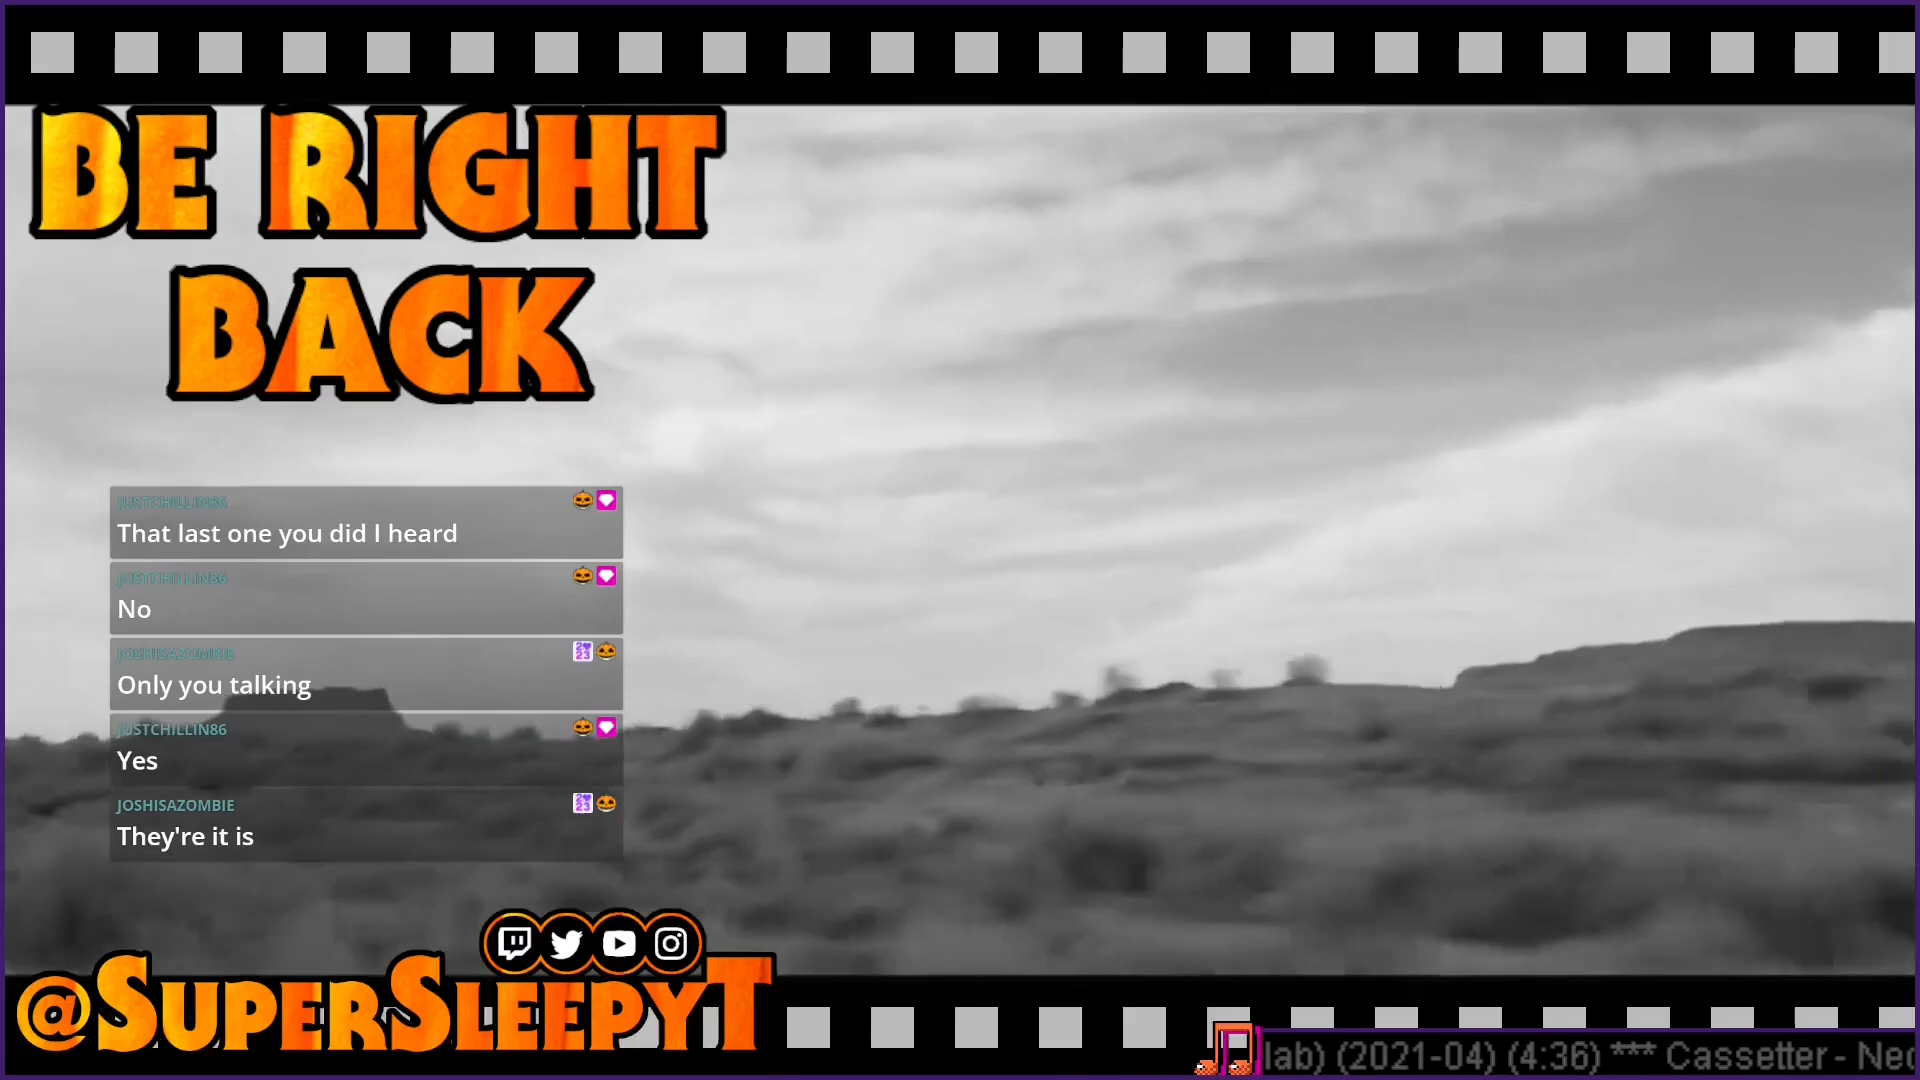 BE RIGHT
BACK
JUSTCHILLIN86
That last one you did I heard
JUSTCHILLIN86
No
JOSHISAZOMBIE
Only you talking
JUSTCHILLIN86
Yes
JOSHISAZOMBIE
They're it is
@SUPERSLEEPYT
lab) (2021-04) (4:36) *** Cassetter - Neo